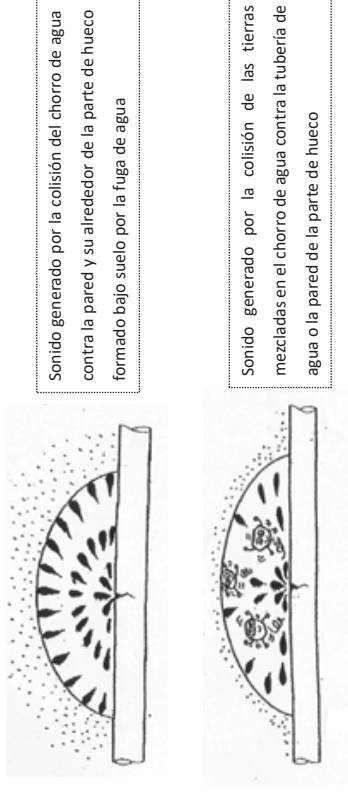 Sonido generado por la colisión del chorro de agua
contra la pared y su alrededor de la parte de hueco
formado bajo suelo por la fuga de agua
Sonido generado por la colisión de las tierras
mezcladas en el chorro de agua contra la tubería de
agua o la pared de la parte de hueco